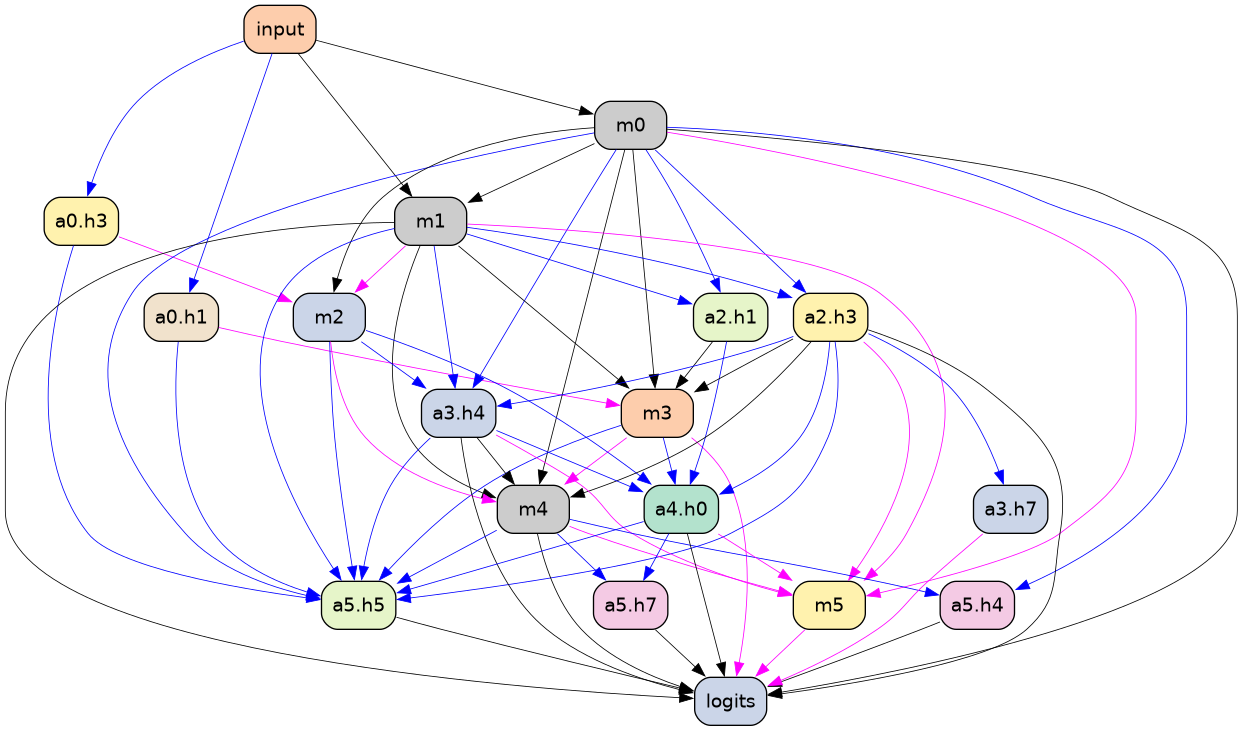 input
m0
a0.h3
m1
a0.h1
m2
a2.h1
a2.h3
a3.h4
m3
m4
a4.h0
a3.h7
a5.h5
a5.h7
m5
a5.h4
logits